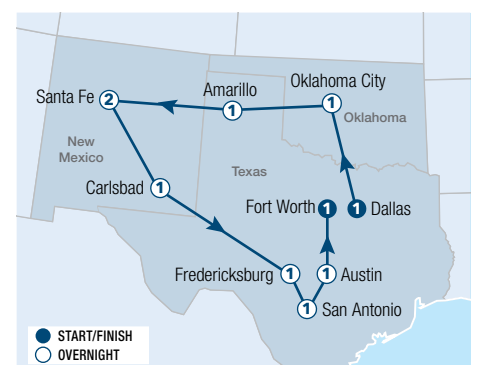 Oklahoma City
Amarillo
Santa Fe 2
1
1
Oklahoma
New
Mexico
Texas
Carlsbad 1
Fort Worth 1
1 Dallas
Fredericksburg 1
1 Austin
1 San Antonio
START/FINISH
OVERNIGHT